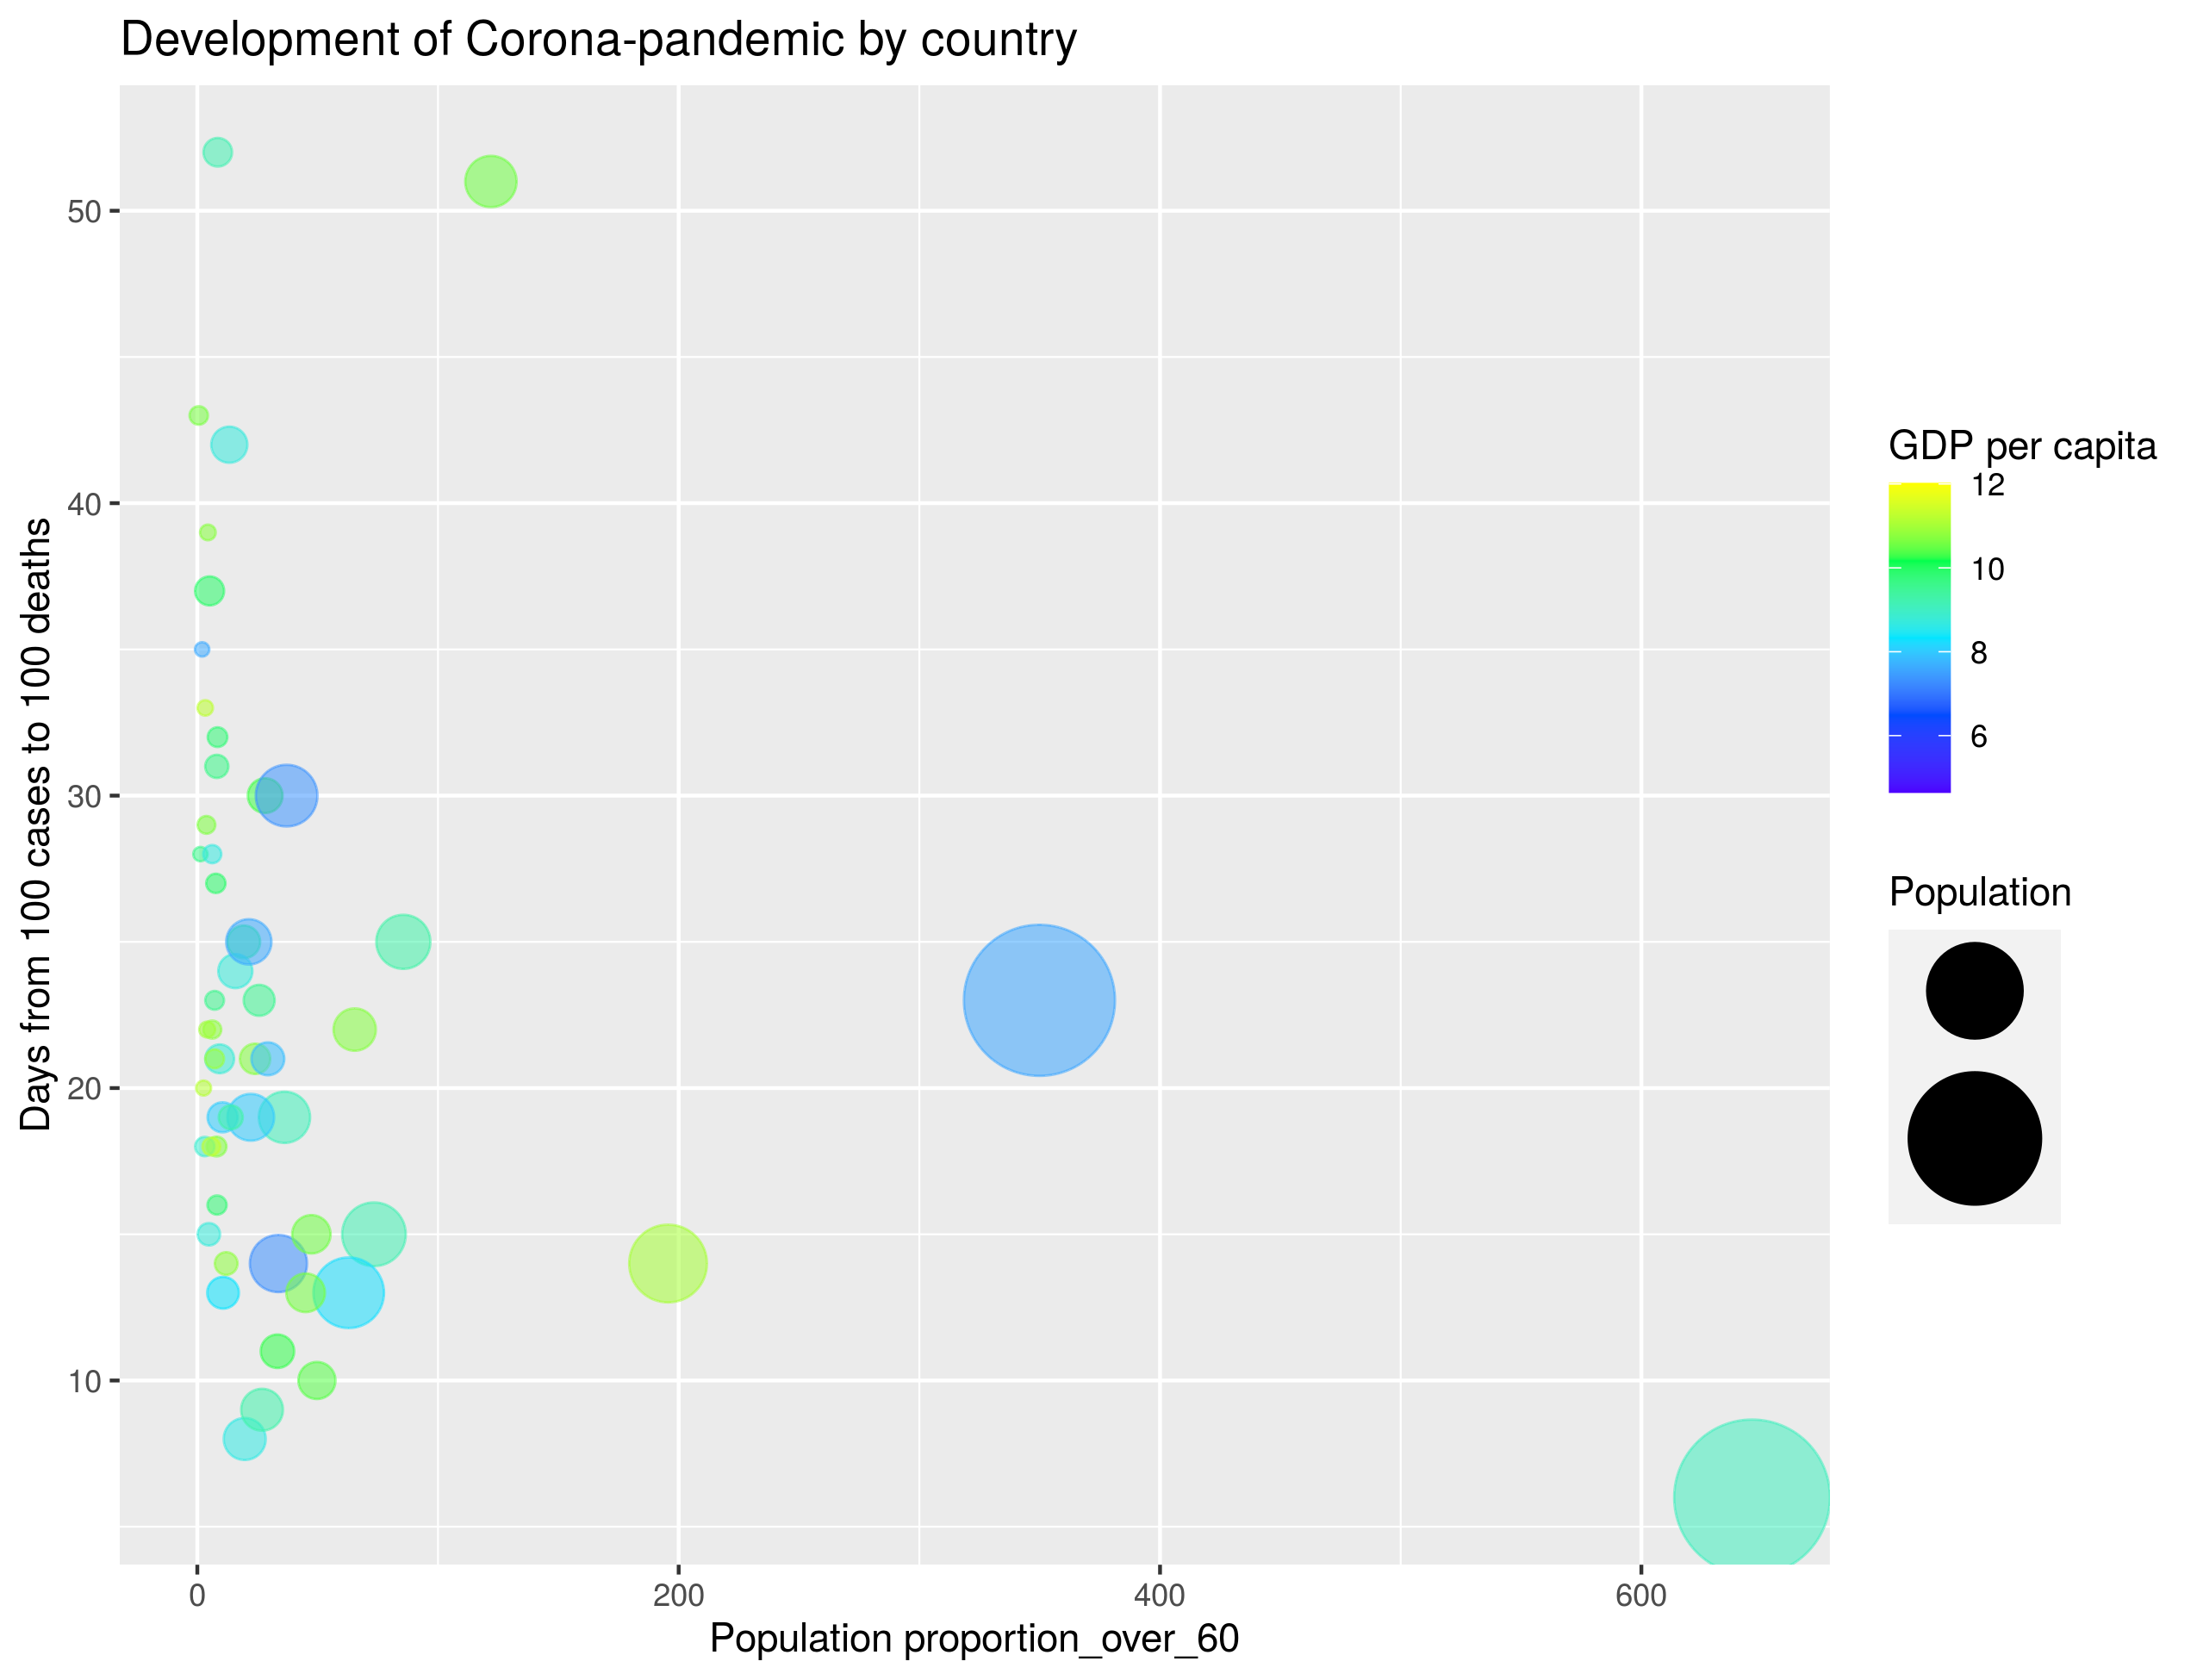 Development of Corona-pandemic by country
Days from 100 cases to 100 deaths
50
40
30
20
10
0
200
400
600
Population proportion_over_60
GDP per capita
12
10
8
6
Population